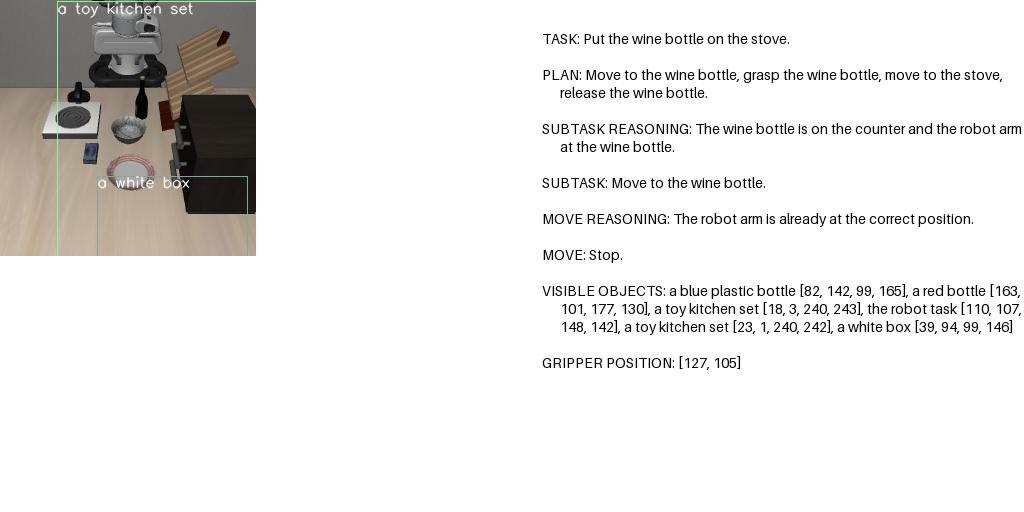 a toy kitchen set
a white box
TASK: Put the wine bottle on the stove.
PLAN: Move to the wine bottle, grasp the wine bottle, move to the stove,
release the wine bottle.
SUBTASK REASONING: The wine bottle is on the counter and the robot arm
at the wine bottle.
SUBTASK: Move to the wine bottle.
MOVE REASONING: The robot arm is already at the correct position.
MOVE: Stop.
VISIBLE OBJECTS: a blue plastic bottle [82, 142, 99, 165], a red bottle [163,
101, 177, 130], a toy kitchen set [18, 3, 240, 243], the robot task [110, 107,
148, 142], a toy kitchen set [23, 1, 240, 242], a white box [39, 94, 99, 146]
GRIPPER POSITION: [127, 105]